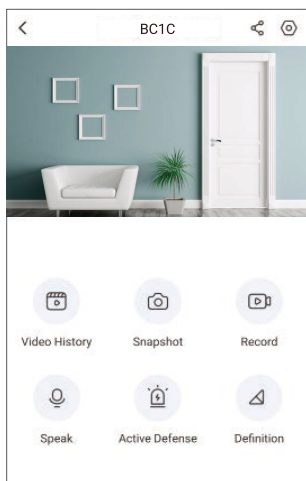 BC1C
Video History
Snapshot
Record
Speak
Active Defense
Definition